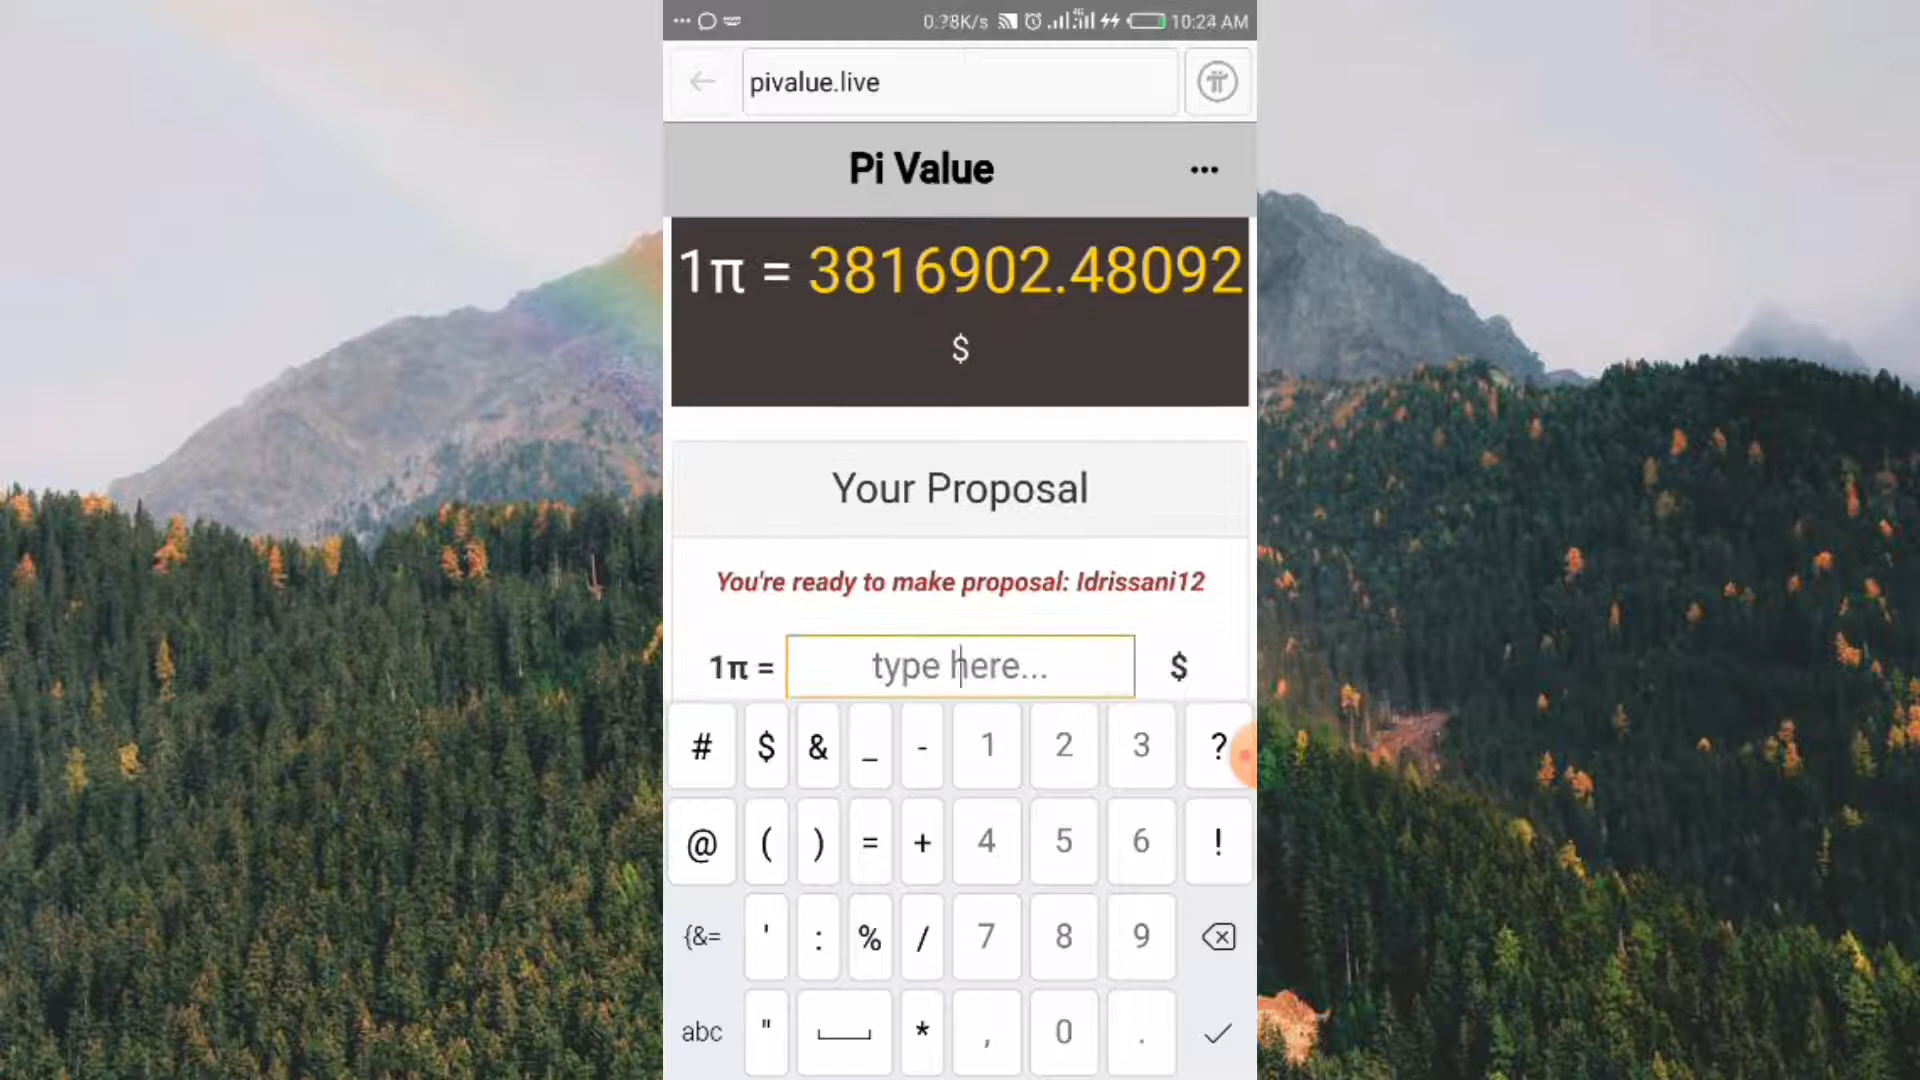 0.?8K/s 10:24 AM
pivalue.live
Pi Value
1π = 3816902.48092
$
Your Proposal
You're ready to make proposal: Idrissani12
1π = type here... $
# $ & _ - 1 2 3 ?
@ ( ) = + 4 5 6 !
{&= ' : % / 7 8 9
abc " * , 0 .